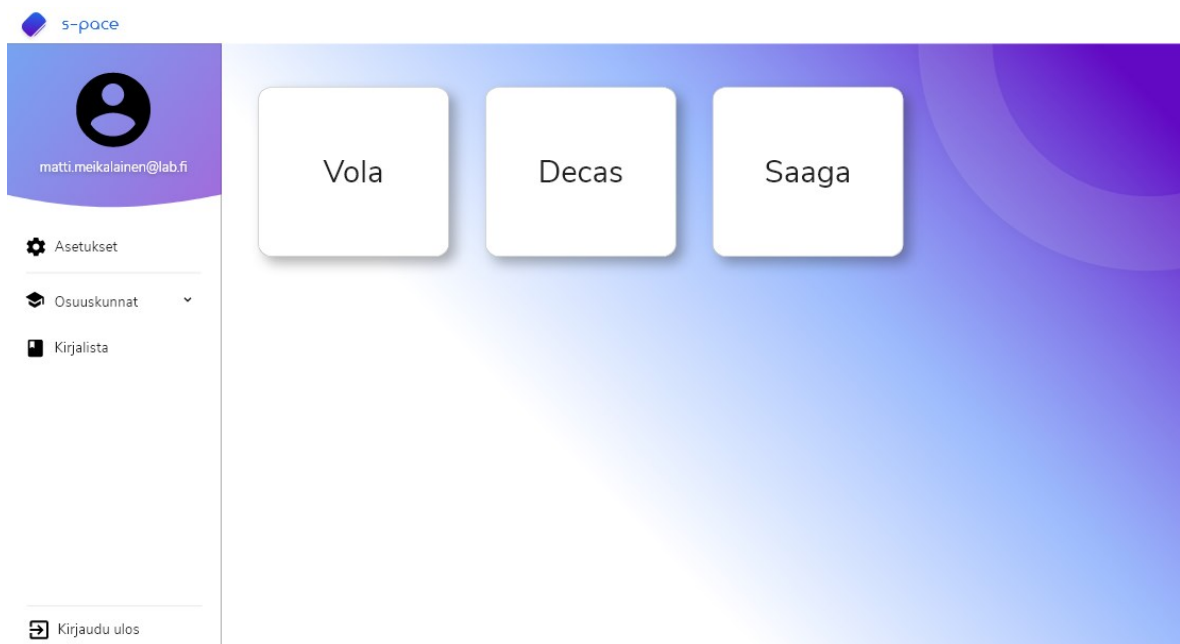 s-pace
matti.meikalainen@lab.fi
Asetukset
Osuuskunnat
Kirjalista
Kirjaudu ulos
Vola
Decas
Saaga